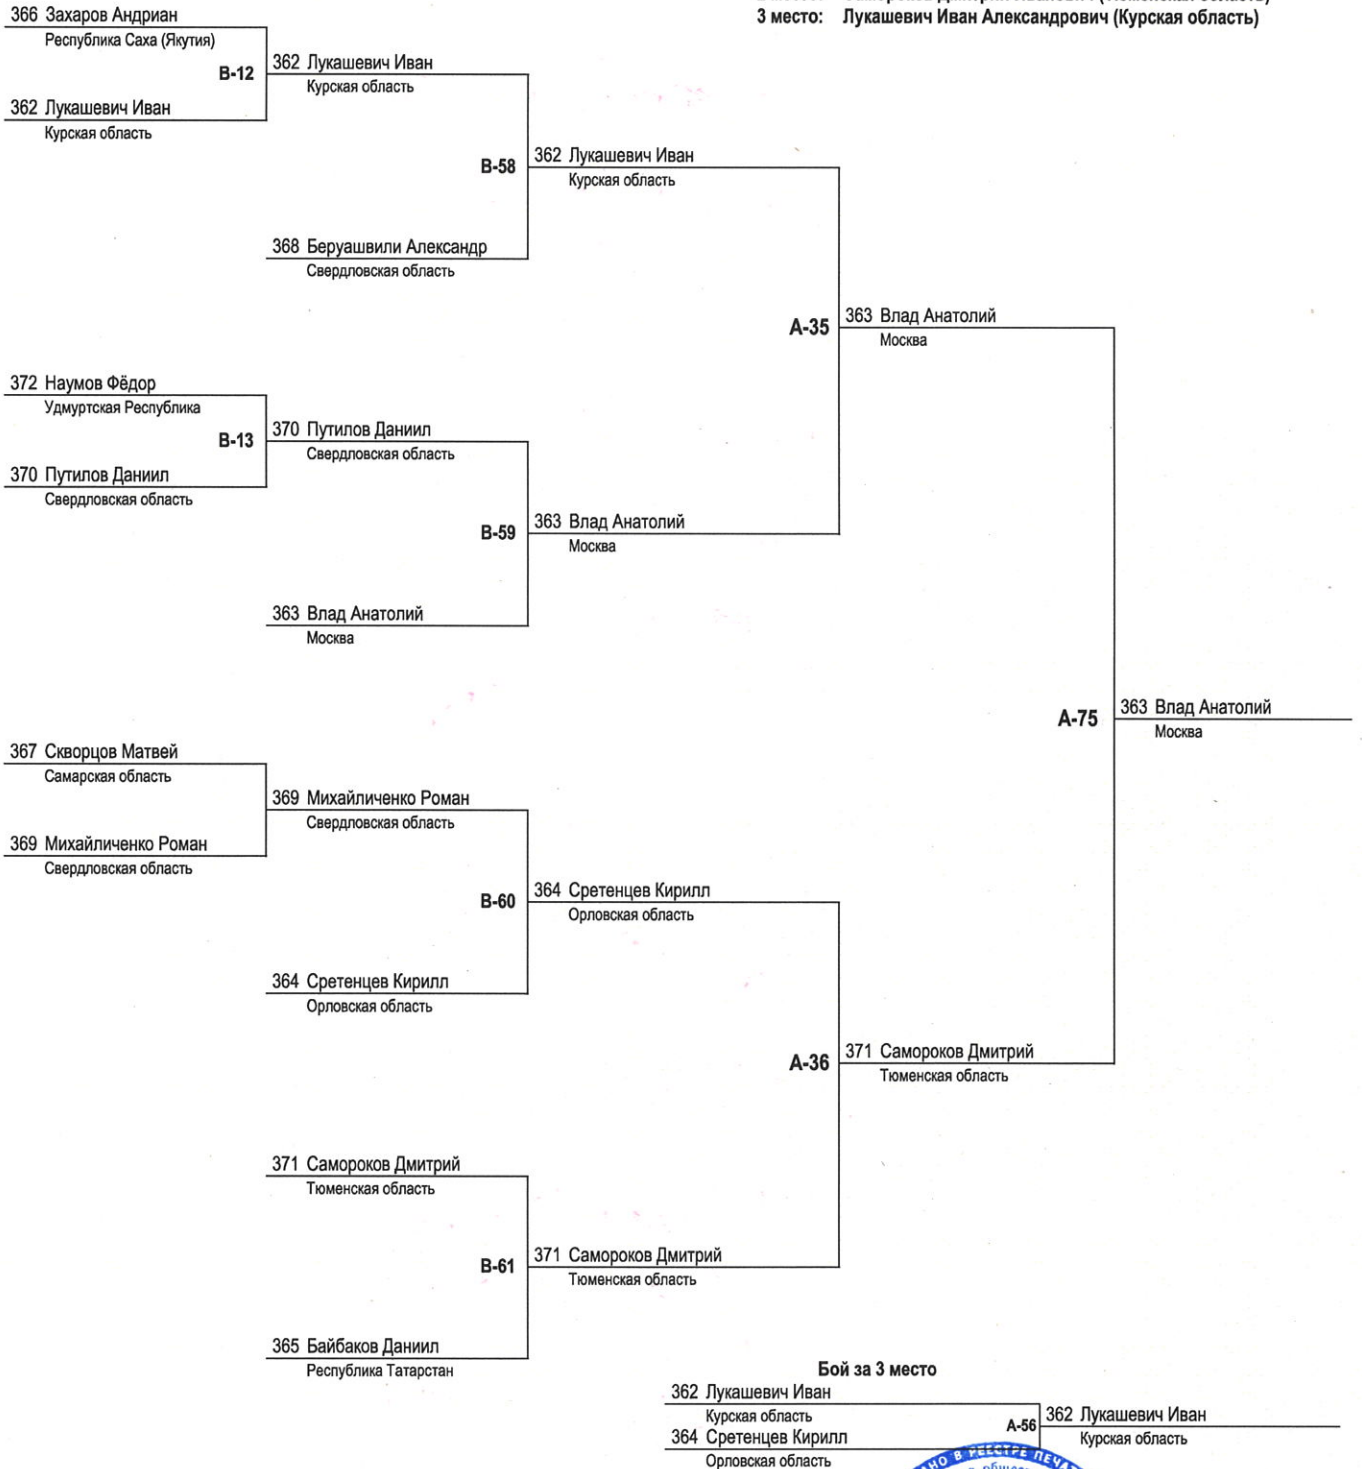 3 место: Лукашевич Иван Александрович (Курская область)
366 Захаров Андриан
Республика Саха (Якутия)
B-12
362 Лукашевич Иван
Курская область
362 Лукашевич Иван
Курская область
B-58
362 Лукашевич Иван
Курская область
368 Беруашвили Александр
Свердловская область
A-35
363 Влад Анатолий
Москва
372 Наумов Фёдор
Удмуртская Республика
B-13
370 Путилов Даниил
Свердловская область
370 Путилов Даниил
Свердловская область
B-59
363 Влад Анатолий
Москва
363 Влад Анатолий
Москва
A-75
363 Влад Анатолий
Москва
367 Скворцов Матвей
Самарская область
369 Михайличенко Роман
Свердловская область
369 Михайличенко Роман
Свердловская область
B-60
364 Сретенцев Кирилл
Орловская область
364 Сретенцев Кирилл
Орловская область
A-36
371 Самороков Дмитрий
Тюменская область
371 Самороков Дмитрий
Тюменская область
B-61
371 Самороков Дмитрий
Тюменская область
365 Байбаков Даниил
Республика Татарстан
Бой за 3 место
362 Лукашевич Иван
Курская область
A-56
362 Лукашевич Иван
Курская область
364 Сретенцев Кирилл
Орловская область
В РЕЕСТРЕ